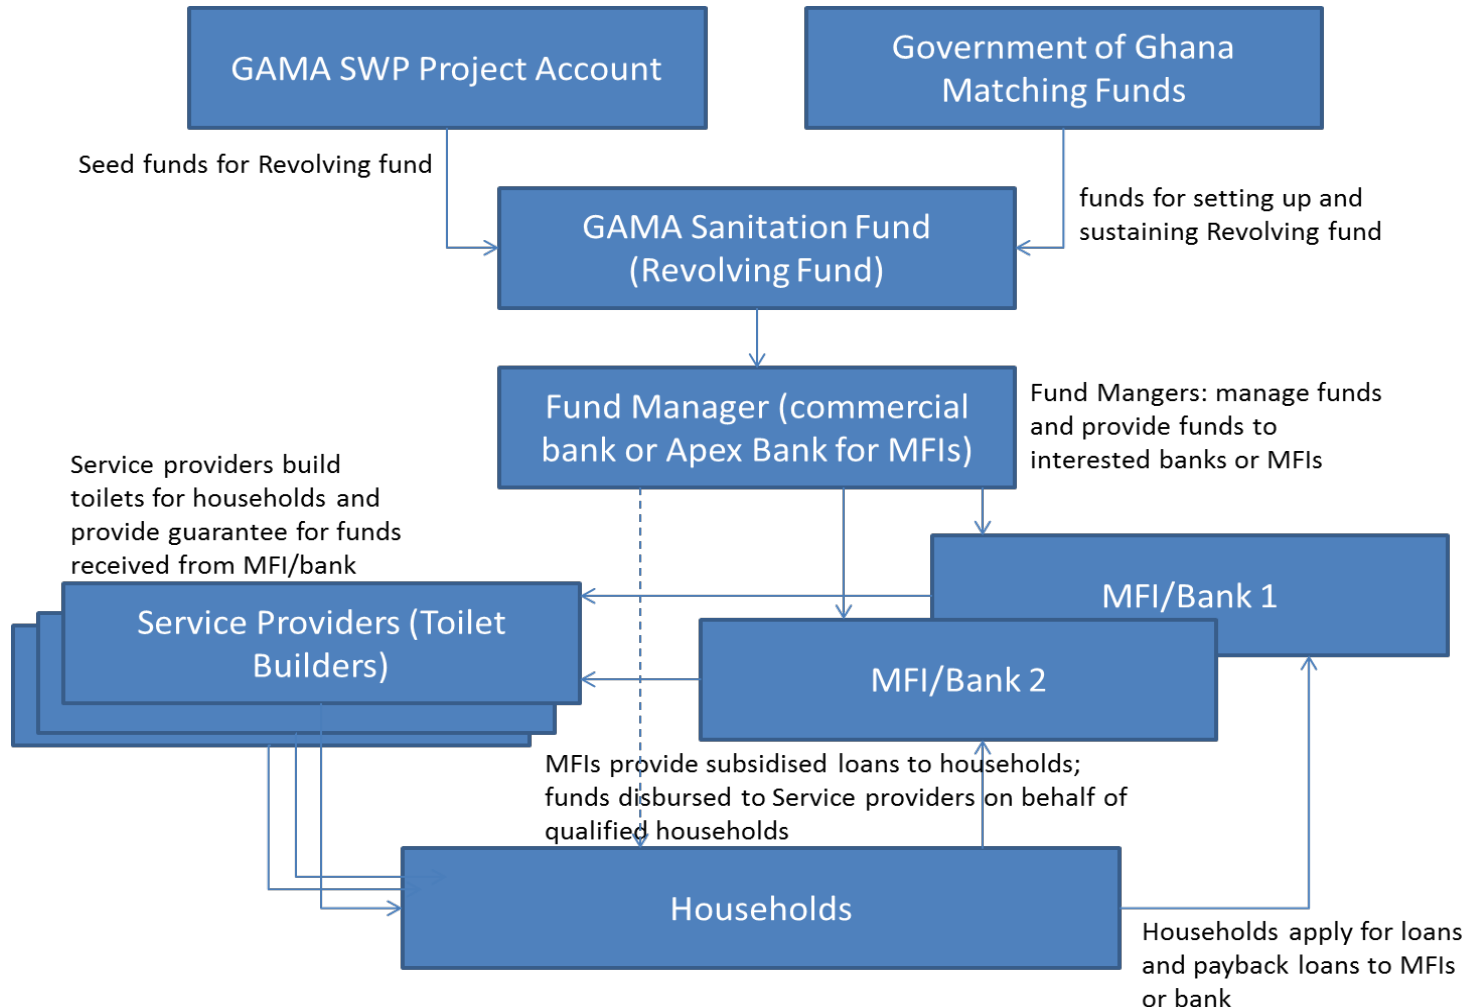 GAMA SWP Project Account
Government of Ghana
Matching Funds
Seed funds for Revolving fund
funds for setting up and
sustaining Revolving fund
GAMA Sanitation Fund
(Revolving Fund)
Fund Manager (commercial
bank or Apex Bank for MFIs)
Fund Mangers: manage funds
and provide funds to
interested banks or MFIs
Service providers build
toilets for households and
provide guarantee for funds
received from MFI/bank
MFI/Bank 1
Service Providers (Toilet
Builders)
MFI/Bank 2
MFIs provide subsidised loans to households;
funds disbursed to Service providers on behalf of
qualified households
Households
Households apply for loans
and payback loans to MFIs
or bank